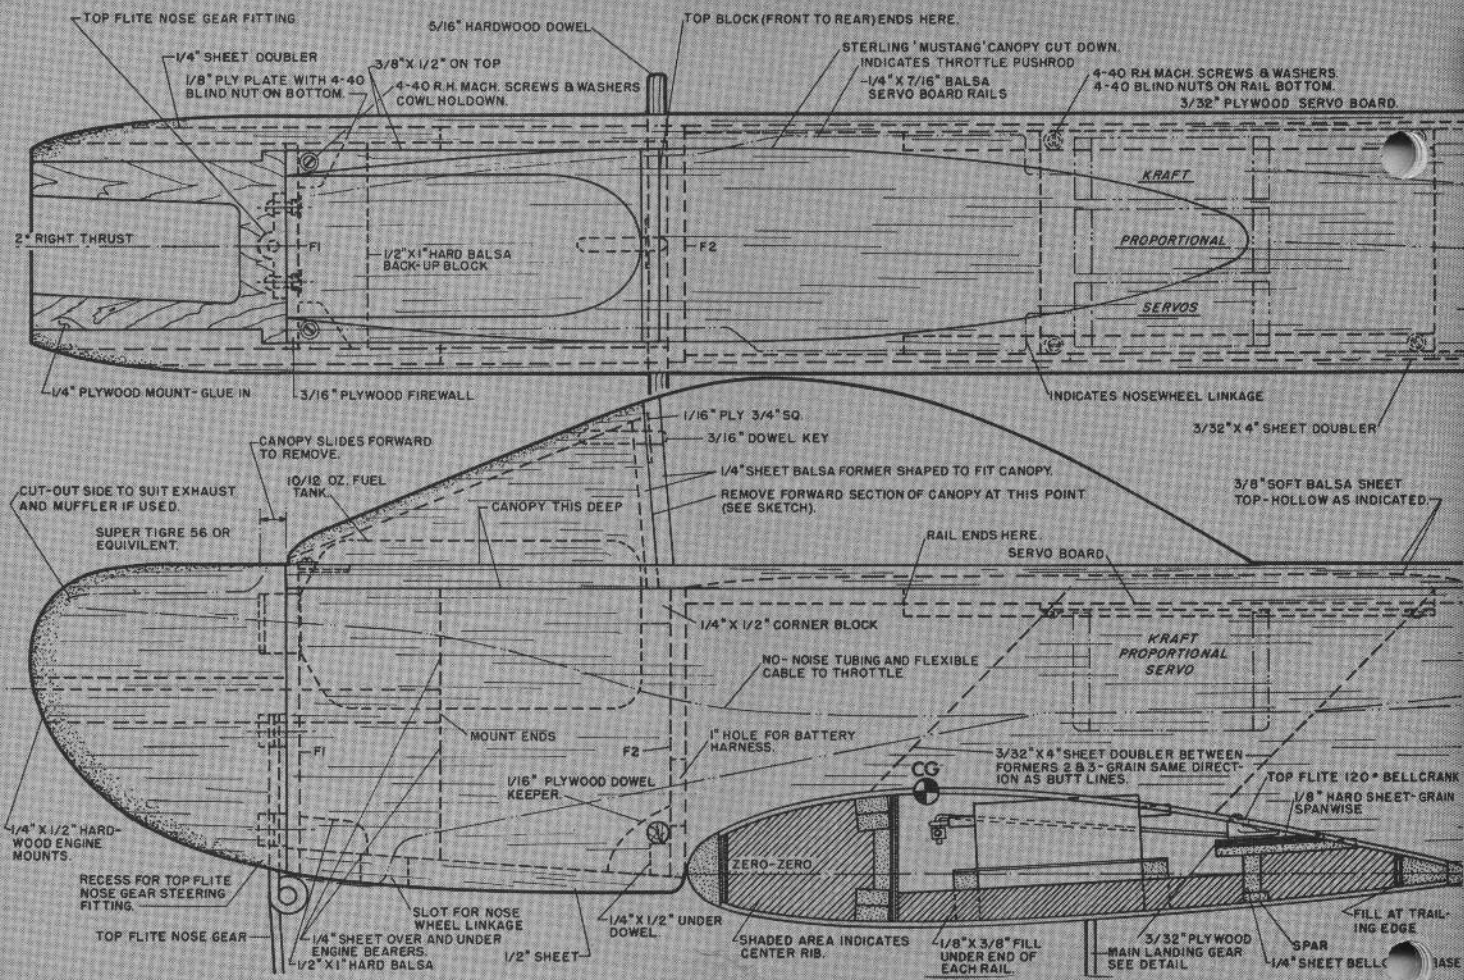 TOP FLITE NOSE GEAR FITTING
5/16" HARDWOOD DOWEL
TOP BLOCK (FRONT TO REAR) ENDS HERE.
1/4" SHEET DOUBLER
1/8" PLY PLATE WITH 4-40
BLIND NUT ON BOTTOM.
3/8" X 1/2" ON TOP
4-40 R.H. MACH. SCREWS & WASHERS
COWL HOLDOWN.
STERLING 'MUSTANG' CANOPY CUT DOWN.
INDICATES THROTTLE PUSHROD
1/4" X 7/16" BALSA
SERVO BOARD RAILS
4-40 R.H. MACH. SCREWS & WASHERS.
4-40 BLIND NUTS ON RAIL BOTTOM.
3/32" PLYWOOD SERVO BOARD.
2° RIGHT THRUST
F1
1/2" X 1" HARD BALSA
BACK-UP BLOCK
F2
KRAFT
PROPORTIONAL
SERVOS
1/4" PLYWOOD MOUNT - GLUE IN
3/16" PLYWOOD FIREWALL
INDICATES NOSEWHEEL LINKAGE
3/32" X 4" SHEET DOUBLER
1/16" PLY 3/4" SQ.
3/16" DOWEL KEY
CANOPY SLIDES FORWARD
TO REMOVE.
1/4" SHEET BALSA FORMER SHAPED TO FIT CANOPY.
REMOVE FORWARD SECTION OF CANOPY AT THIS POINT
(SEE SKETCH).
3/8" SOFT BALSA SHEET
TOP - HOLLOW AS INDICATED.
CUT-OUT SIDE TO SUIT EXHAUST
AND MUFFLER IF USED.
10/12 OZ. FUEL
TANK.
CANOPY THIS DEEP
SUPER TIGRE 56 OR
EQUIVILENT.
RAIL ENDS HERE.
SERVO BOARD
1/4" X 1/2" CORNER BLOCK
KRAFT
PROPORTIONAL
SERVO
NO-NOISE TUBING AND FLEXIBLE
CABLE TO THROTTLE
MOUNT ENDS
F1
F2
1" HOLE FOR BATTERY
HARNESS.
3/32" X 4" SHEET DOUBLER BETWEEN
FORMERS 2 & 3 - GRAIN SAME DIRECT-
ION AS BUTT LINES.
CG
TOP FLITE 120° BELLCRANK
1/8" HARD SHEET - GRAIN
SPANWISE
1/16" PLYWOOD DOWEL
KEEPER.
1/4" X 1/2" HARD-
WOOD ENGINE
MOUNTS.
ZERO-ZERO
RECESS FOR TOP FLITE
NOSE GEAR STEERING
FITTING.
SLOT FOR NOSE
WHEEL LINKAGE
1/4" X 1/2" UNDER
DOWEL
TOP FLITE NOSE GEAR
1/4" SHEET OVER AND UNDER
ENGINE BEARERS.
1/2" X 1" HARD BALSA
1/2" SHEET
SHADED AREA INDICATES
CENTER RIB.
1/8" X 3/8" FILL
UNDER END OF
EACH RAIL.
3/32" PLYWOOD
MAIN LANDING GEAR
SEE DETAIL
FILL AT TRAIL-
ING EDGE
SPAR
1/4" SHEET